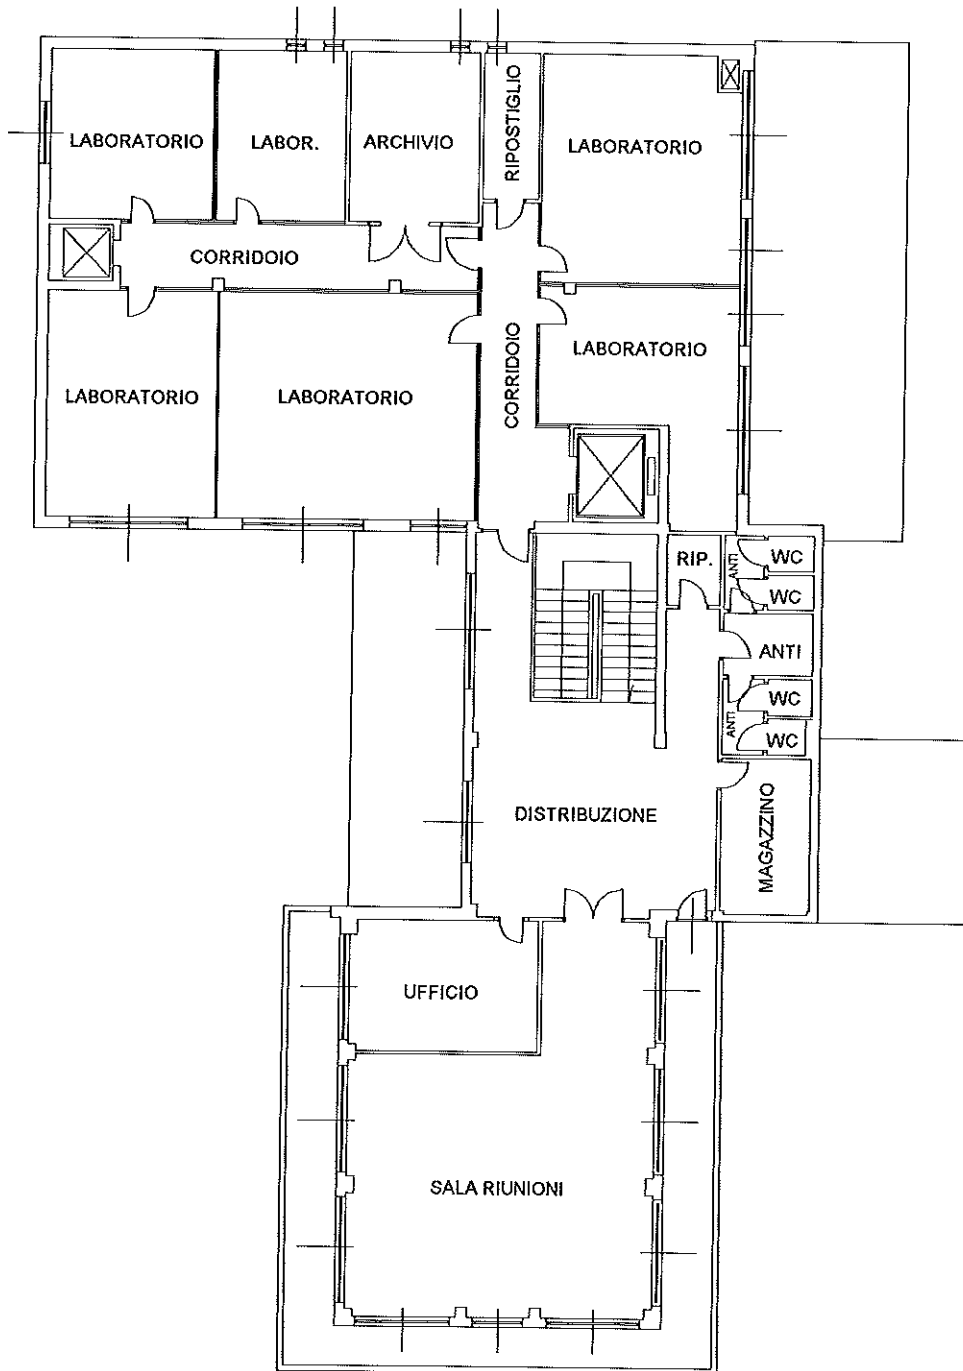 LABORATORIO
LABOR.
ARCHIVIO
RIPOSTIGLIO
LABORATORIO
CORRIDOIO
LABORATORIO
LABORATORIO
CORRIDOIO
LABORATORIO
RIP.
ANTI
WC
WC
ANTI
WC
ANTI
WC
DISTRIBUZIONE
MAGAZZINO
UFFICIO
SALA RIUNIONI